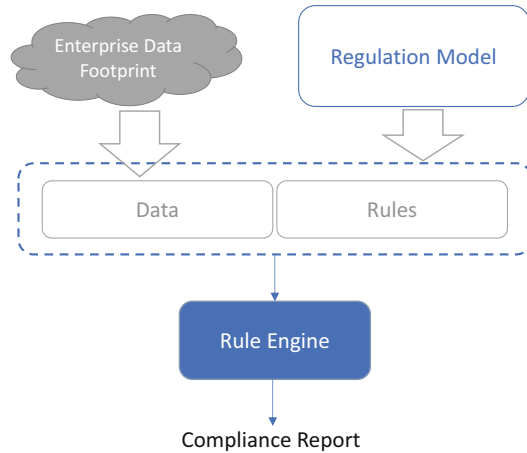 Enterprise Data
Footprint
Regulation Model
Data
Rules
Rule Engine
Compliance Report